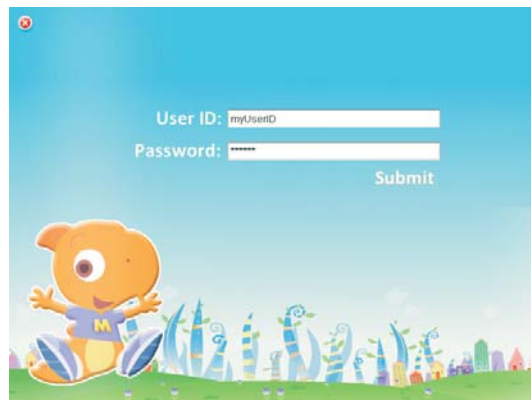 User ID: myUserID
Password: ••••••
Submit
M